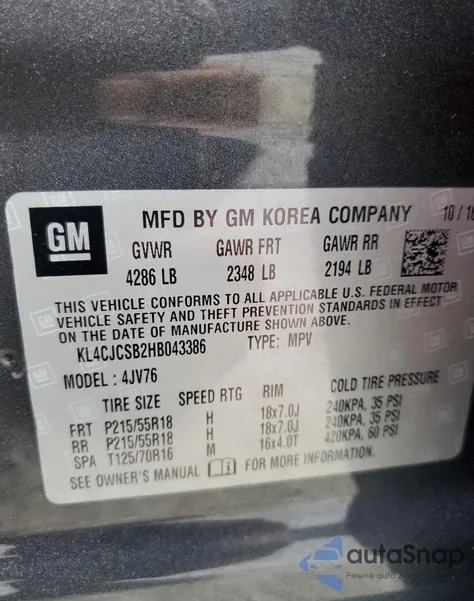 GM
MFD BY GM KOREA COMPANY 10/16
GVWR GAWR FRT GAWR RR
4286 LB 2348 LB 2194 LB
THIS VEHICLE CONFORMS TO ALL APPLICABLE U.S. FEDERAL MOTOR
VEHICLE SAFETY AND THEFT PREVENTION STANDARDS IN EFFECT
ON THE DATE OF MANUFACTURE SHOWN ABOVE.
KL4CJCSB2HB043386 TYPE: MPV
MODEL : 4JV76
TIRE SIZE SPEED RTG RIM COLD TIRE PRESSURE
FRT P215/55R18 H 18x7.0J 240KPA, 35 PSI
RR P215/55R18 H 18x7.0J 240KPA, 35 PSI
SPA T125/70R16 M 16x4.0T 420KPA, 60 PSI
SEE OWNER'S MANUAL FOR MORE INFORMATION
autoSnap
Pewne auto z